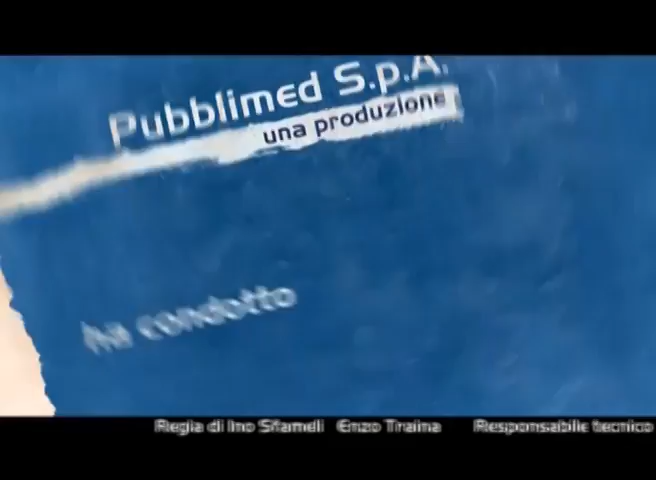 Pubblimed S.p.A.
una produzione
ha condotto
Regia di Ino Sfameli Enzo Traina Responsabile tecnico